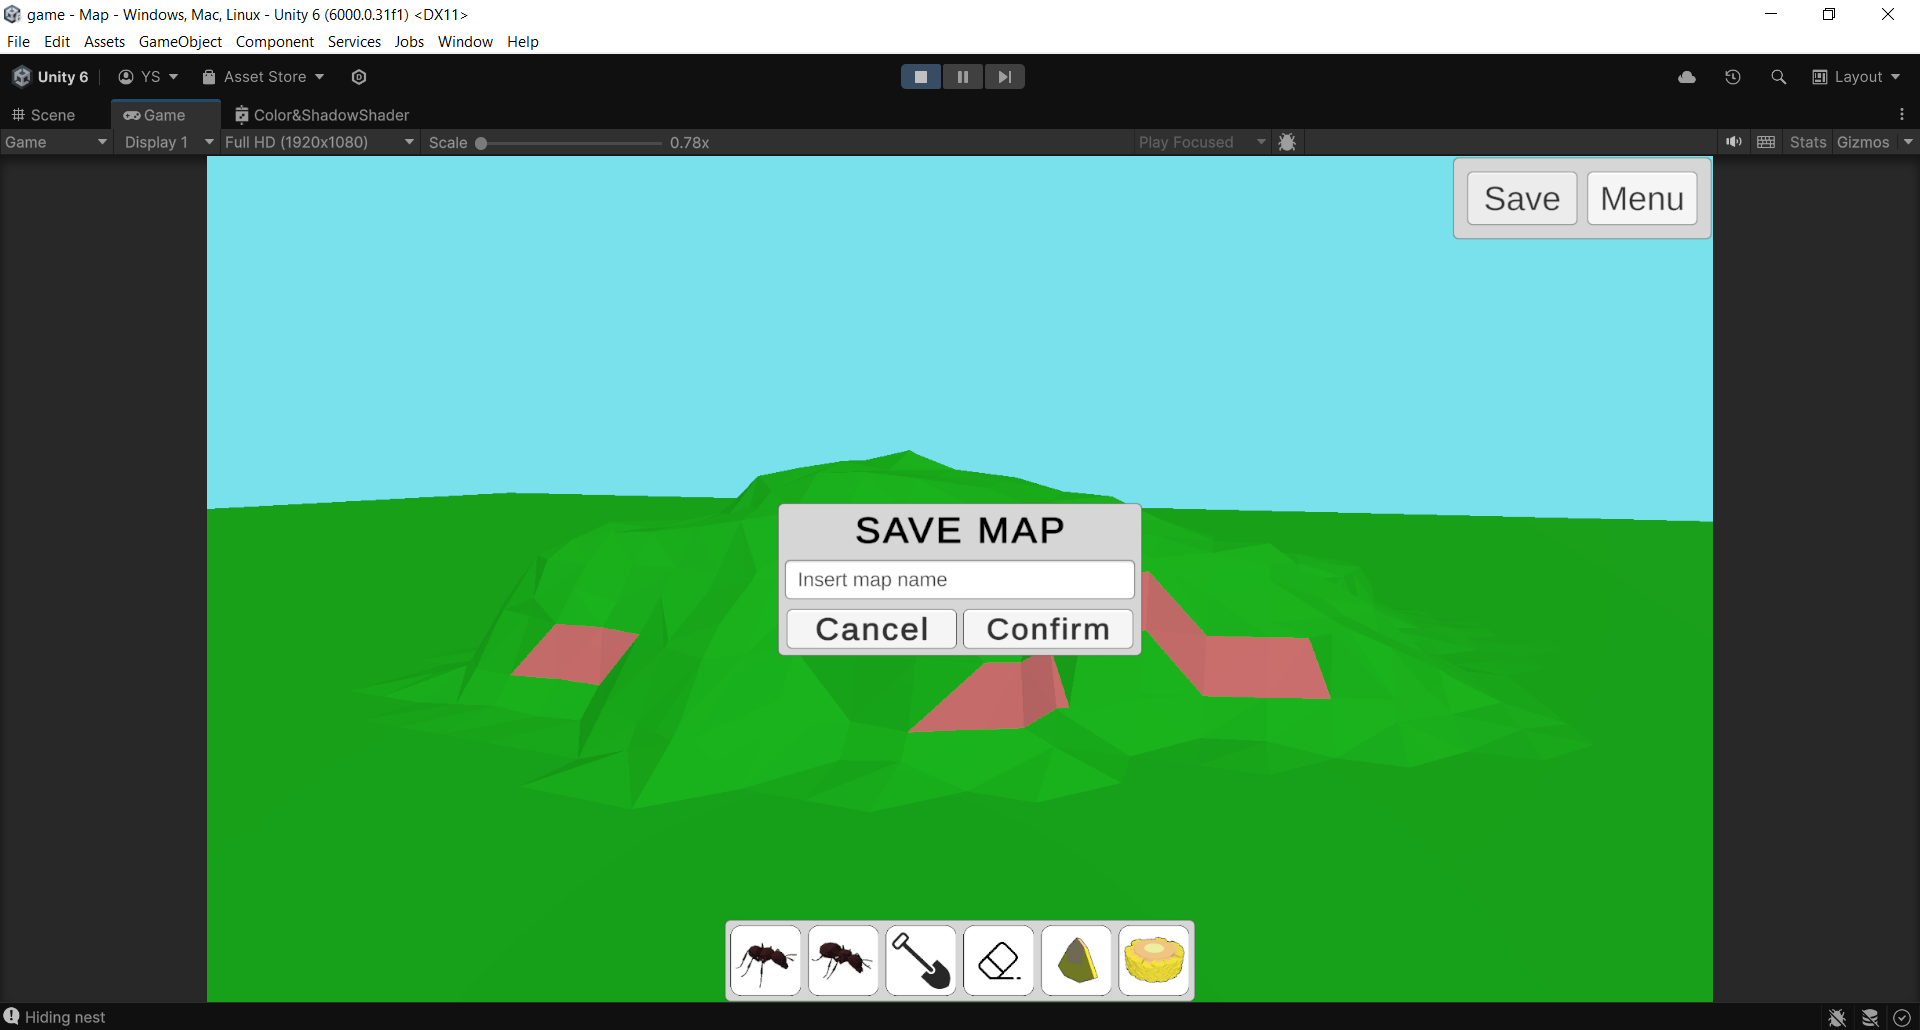 game - Map - Windows, Mac, Linux - Unity 6 (6000.0.31f1) <DX11>
File Edit Assets GameObject Component Services Jobs Window Help
Unity 6 YS Asset Store Layout
Scene Game Color&ShadowShader
Game Display 1 Full HD (1920x1080) Scale 0.78x Play Focused Stats Gizmos
Save Menu
SAVE MAP
Insert map name
Cancel Confirm
Hiding nest